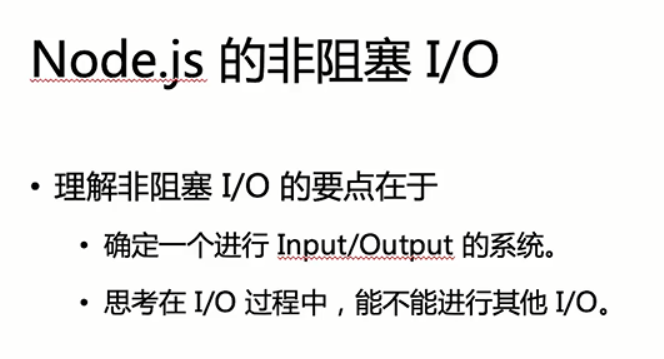 Node.js 的非阻塞 I/O
• 理解非阻塞 I/O 的要点在于
• 确定一个进行 Input/Output 的系统。
• 思考在 I/O 过程中，能不能进行其他 I/O。